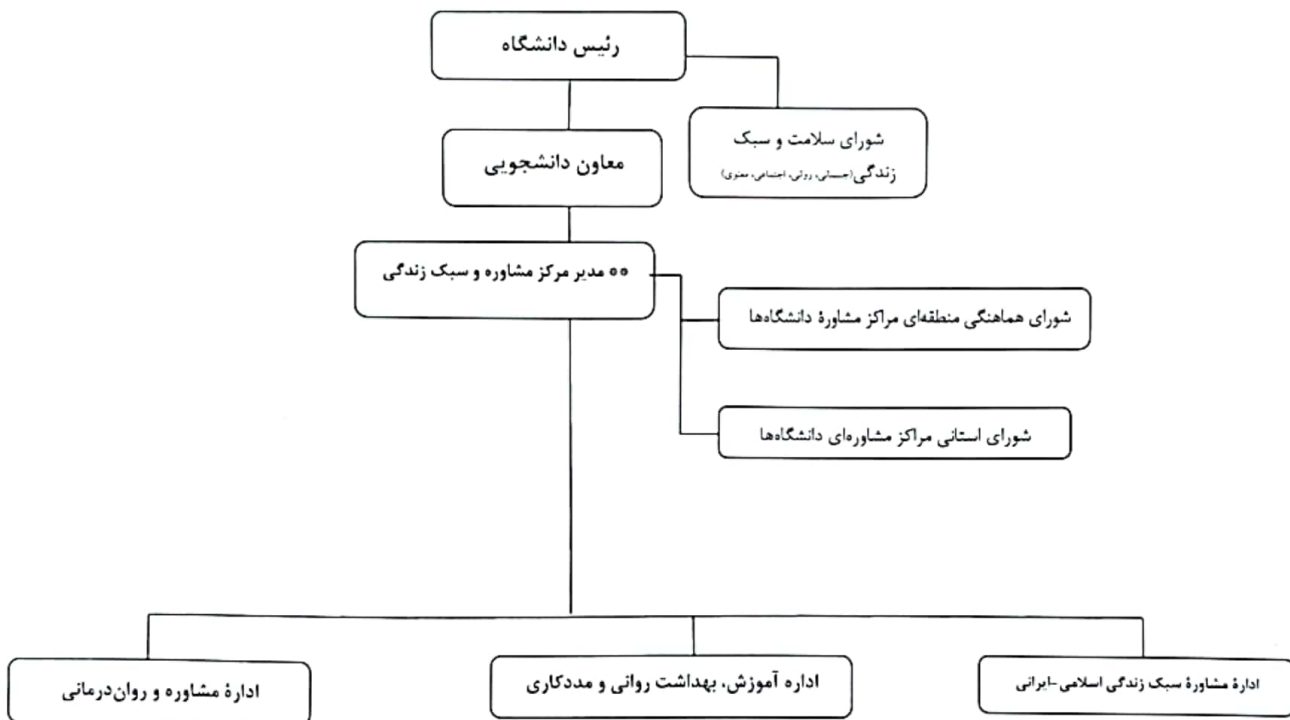 رئیس دانشگاه
شورای سلامت و سبک
زندگی(جسمانی، روانی، اجتماعی، معنوی)
معاون دانشجویی
** مدیر مرکز مشاوره و سبک زندگی
شورای هماهنگی منطقه‌ای مراکز مشاورهٔ دانشگاه‌ها
شورای استانی مراکز مشاوره‌ای دانشگاه‌ها
ادارهٔ مشاورهٔ سبک زندگی اسلامی-ایرانی
اداره آموزش، بهداشت روانی و مددکاری
ادارهٔ مشاوره و روان‌درمانی